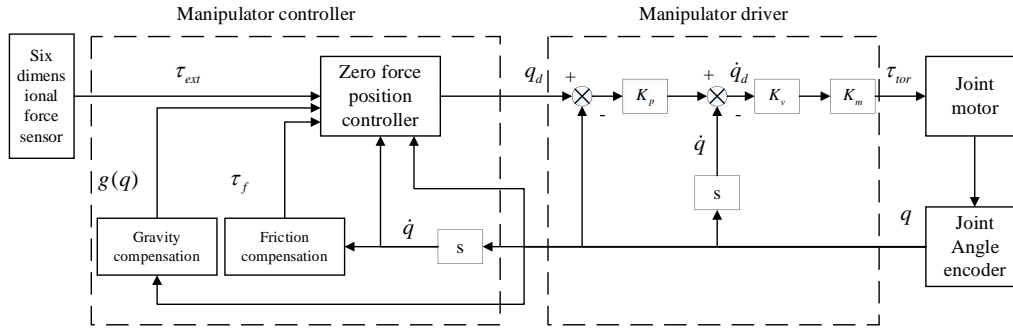 Manipulator controller
Manipulator driver
Six
dimens
ional
force
sensor
τ_ext
Zero force
position
controller
q_d
+
-
K_p
+
q̇_d
-
K_v
K_m
τ_tor
Joint
motor
g(q)
τ_f
q̇
s
q
Gravity
compensation
Friction
compensation
q̇
s
Joint
Angle
encoder